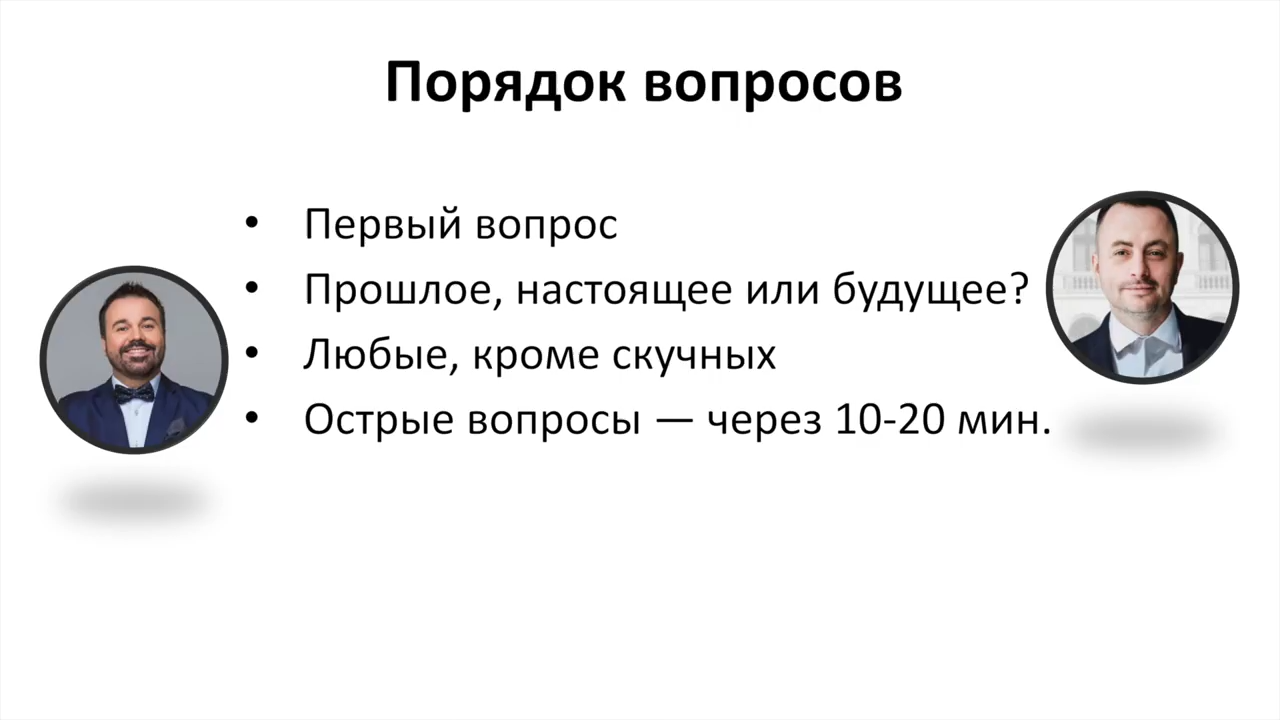 Порядок вопросов
• Первый вопрос
• Прошлое, настоящее или будущее?
• Любые, кроме скучных
• Острые вопросы — через 10-20 мин.